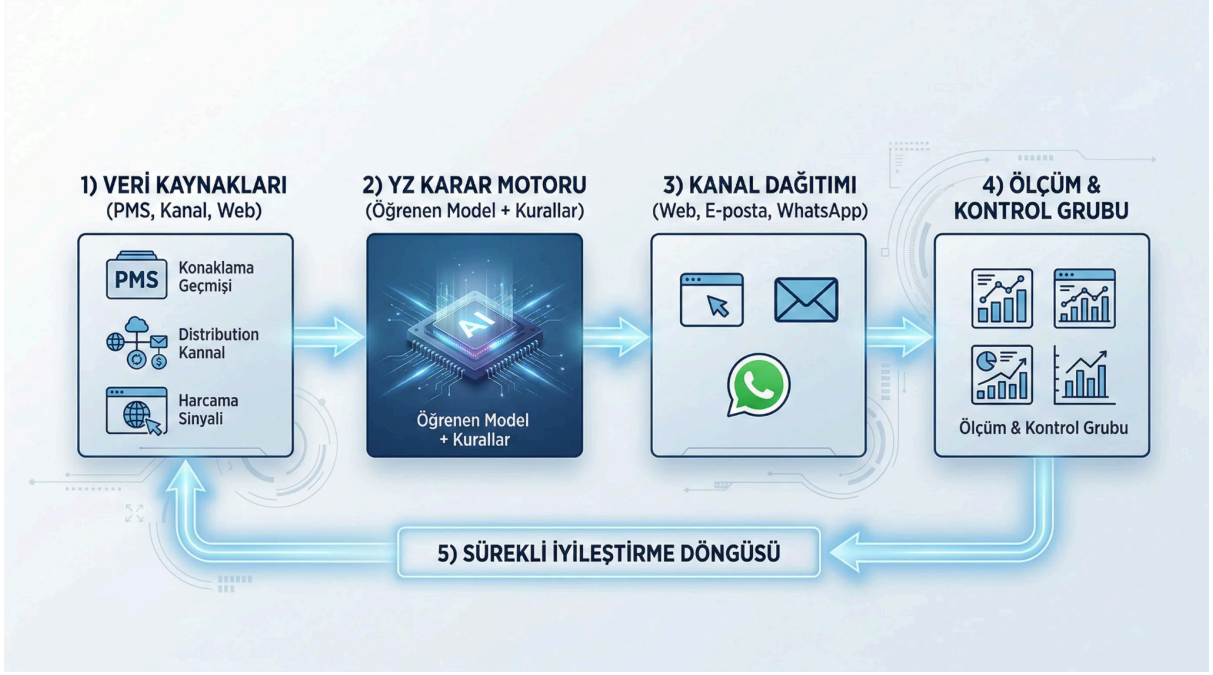 1) VERİ KAYNAKLARI
(PMS, Kanal, Web)
PMS
Konaklama
Geçmişi
Distribution
Kannal
Harcama
Sinyali
2) YZ KARAR MOTORU
(Öğrenen Model + Kurallar)
AI
Öğrenen Model
+ Kurallar
3) KANAL DAĞITIMI
(Web, E-posta, WhatsApp)
4) ÖLÇÜM &
KONTROL GRUBU
Ölçüm & Kontrol Grubu
5) SÜREKLİ İYİLEŞTİRME DÖNGÜSÜ